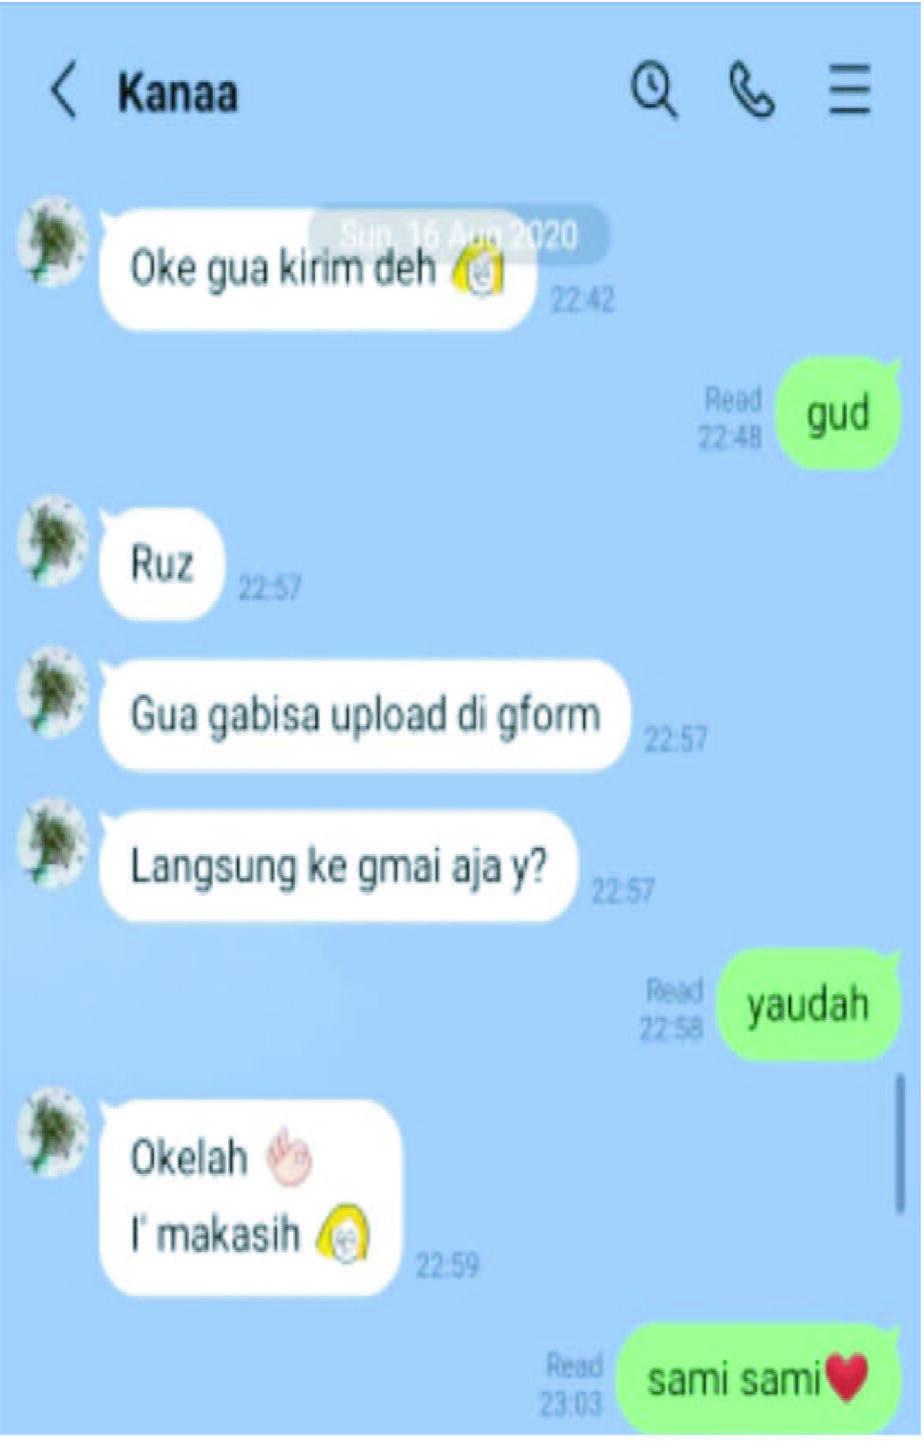 Kanaa
Sun, 16 Aug 2020
Oke gua kirim deh
22:42
gud
Read
22:48
Ruz
22:57
Gua gabisa upload di gform
22:57
Langsung ke gmai aja y?
22:57
yaudah
Read
22:58
Okelah
I' makasih
22:59
sami sami❤
Read
23:03